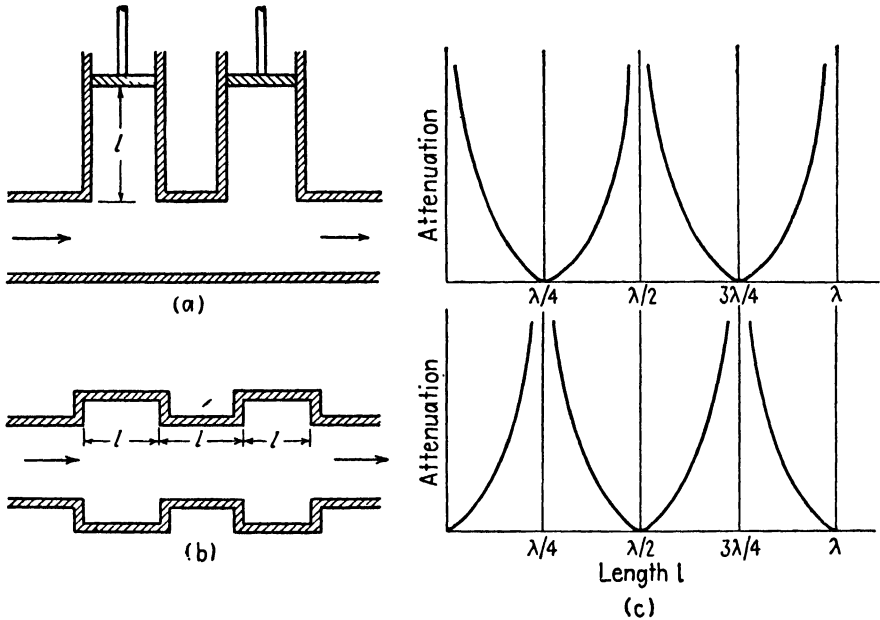 l
(a)
l
l
l
(b)
Attenuation
λ/4
λ/2
3λ/4
λ
Attenuation
λ/4
λ/2
3λ/4
λ
Length l
(c)